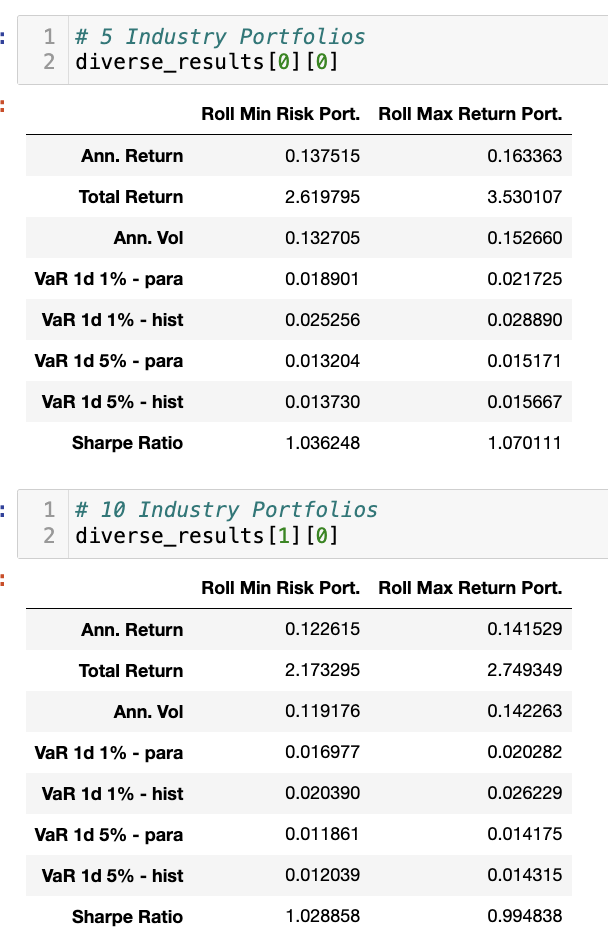 1 # 5 Industry Portfolios
2 diverse_results[0][0]
Roll Min Risk Port. Roll Max Return Port.
Ann. Return 0.137515 0.163363
Total Return 2.619795 3.530107
Ann. Vol 0.132705 0.152660
VaR 1d 1% - para 0.018901 0.021725
VaR 1d 1% - hist 0.025256 0.028890
VaR 1d 5% - para 0.013204 0.015171
VaR 1d 5% - hist 0.013730 0.015667
Sharpe Ratio 1.036248 1.070111
1 # 10 Industry Portfolios
2 diverse_results[1][0]
Roll Min Risk Port. Roll Max Return Port.
Ann. Return 0.122615 0.141529
Total Return 2.173295 2.749349
Ann. Vol 0.119176 0.142263
VaR 1d 1% - para 0.016977 0.020282
VaR 1d 1% - hist 0.020390 0.026229
VaR 1d 5% - para 0.011861 0.014175
VaR 1d 5% - hist 0.012039 0.014315
Sharpe Ratio 1.028858 0.994838